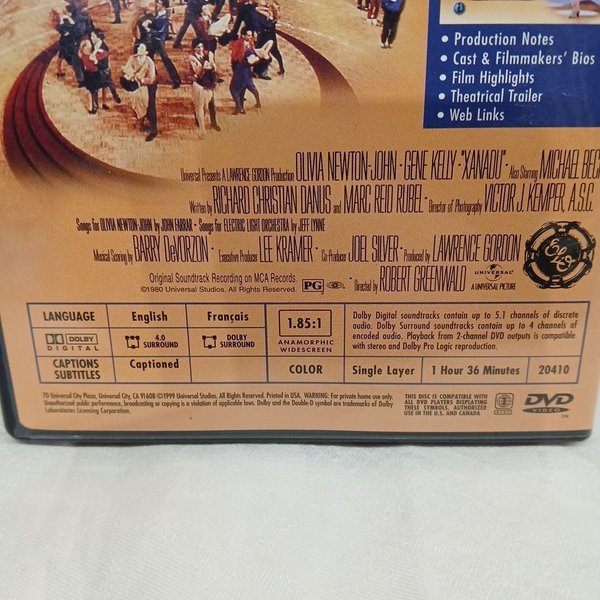 • Production Notes
• Cast & Filmmakers' Bios
• Film Highlights
• Theatrical Trailer
• Web Links
Universal Presents A LAWRENCE GORDON Production OLIVIA NEWTON-JOHN · GENE KELLY · "XANADU" Also Starring MICHAEL BEC
Written by RICHARD CHRISTIAN DANUS and MARC REID RUBEL · Director of Photography VICTOR J. KEMPER, A.S.C.
Songs for OLIVIA NEWTON-JOHN by JOHN FARRAR · Songs for ELECTRIC LIGHT ORCHESTRA by JEFF LYNNE
Musical Scoring by BARRY DeVORZON · Executive Producer LEE KRAMER · Co-Producer JOEL SILVER · Produced by LAWRENCE GORDON
Original Soundtrack Recording on MCA Records.
©1980 Universal Studios. All Rights Reserved.
PG
Directed by ROBERT GREENWALD
UNIVERSAL
A UNIVERSAL PICTURE
ELO
LANGUAGE English Français
DOLBY DIGITAL 4.0 SURROUND DOLBY SURROUND
CAPTIONS SUBTITLES Captioned
1.85:1
ANAMORPHIC WIDESCREEN
COLOR
Dolby Digital soundtracks contain up to 5.1 channels of discrete
audio. Dolby Surround soundtracks contain up to 4 channels of
encoded audio. Playback from 2-channel DVD outputs is compatible
with stereo and Dolby Pro Logic reproduction.
Single Layer 1 Hour 36 Minutes 20410
70 Universal City Plaza, Universal City, CA 91608 ©1999 Universal Studios. All Rights Reserved. Printed in USA. WARNING: For private home use only.
Unauthorized public performance, broadcasting or copying is a violation of applicable laws. Dolby and the Double-D symbol are trademarks of Dolby
Laboratories Licensing Corporation.
THIS DISC IS COMPATIBLE WITH
ALL DVD PLAYERS DISPLAYING
THESE SYMBOLS. AUTHORIZED
USE IN THE U.S. AND CANADA
DVD
VIDEO
TM